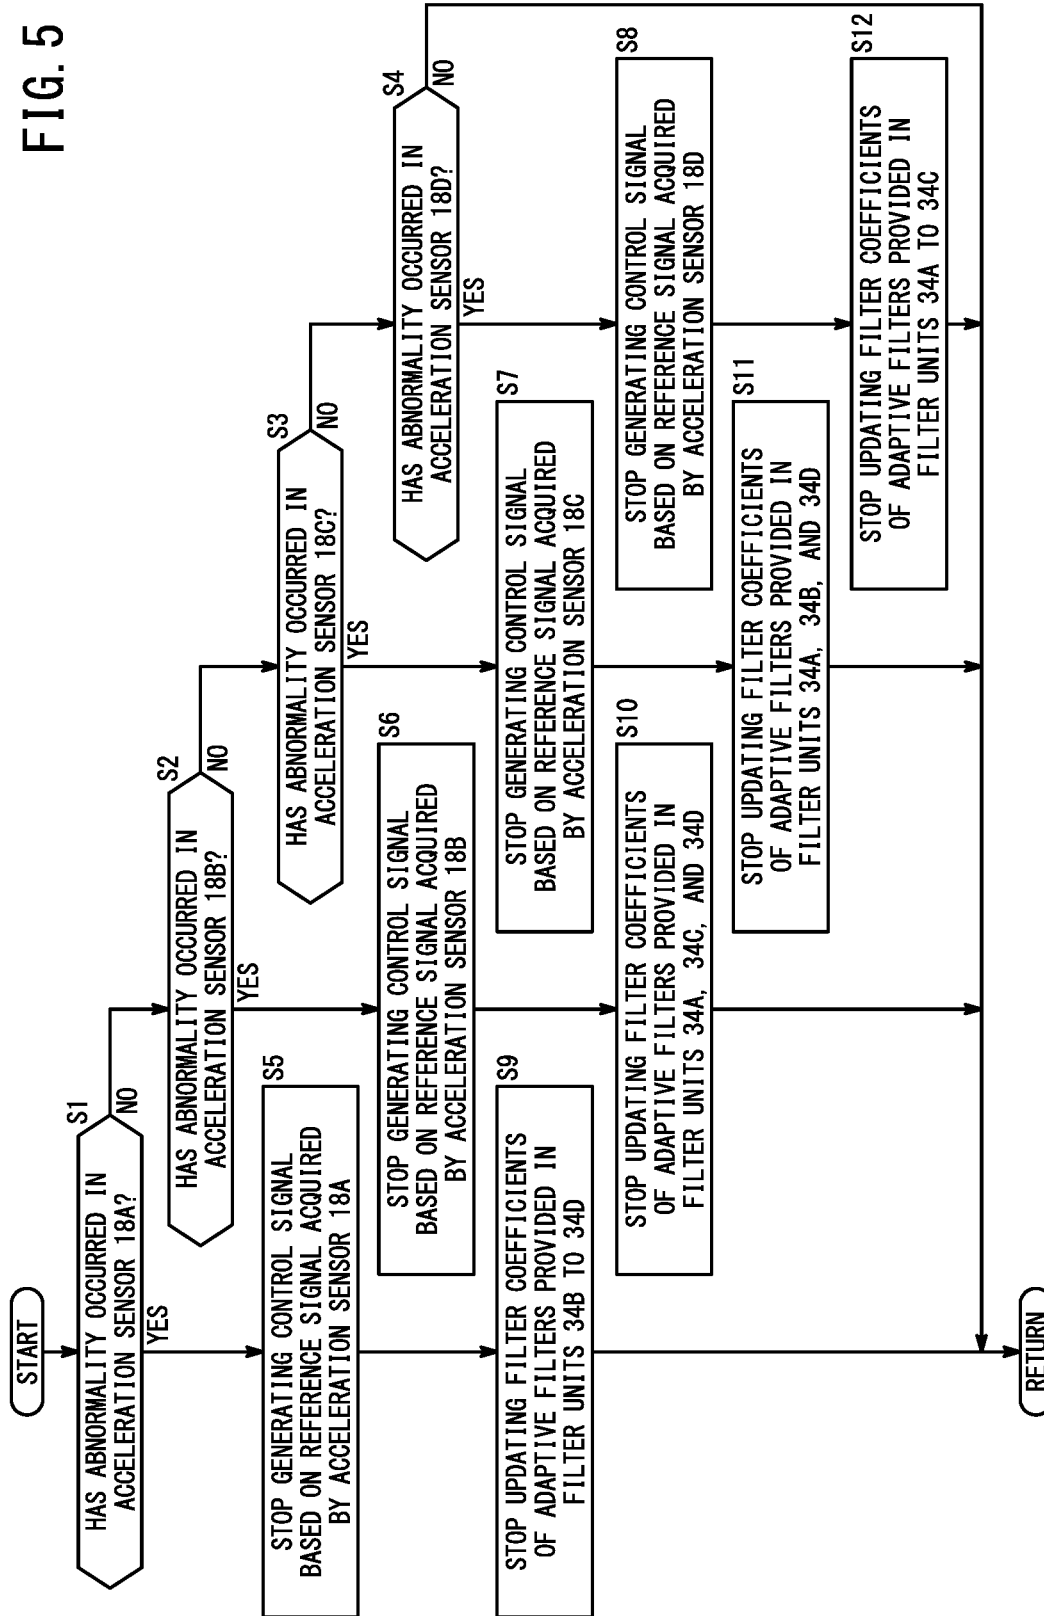 FIG. 5
START
S1
HAS ABNORMALITY OCCURRED IN
ACCELERATION SENSOR 18A?
NO
YES
S2
HAS ABNORMALITY OCCURRED IN
ACCELERATION SENSOR 18B?
NO
YES
S3
HAS ABNORMALITY OCCURRED IN
ACCELERATION SENSOR 18C?
NO
YES
S4
HAS ABNORMALITY OCCURRED IN
ACCELERATION SENSOR 18D?
NO
YES
S5
STOP GENERATING CONTROL SIGNAL
BASED ON REFERENCE SIGNAL ACQUIRED
BY ACCELERATION SENSOR 18A
S6
STOP GENERATING CONTROL SIGNAL
BASED ON REFERENCE SIGNAL ACQUIRED
BY ACCELERATION SENSOR 18B
S7
STOP GENERATING CONTROL SIGNAL
BASED ON REFERENCE SIGNAL ACQUIRED
BY ACCELERATION SENSOR 18C
S8
STOP GENERATING CONTROL SIGNAL
BASED ON REFERENCE SIGNAL ACQUIRED
BY ACCELERATION SENSOR 18D
S9
STOP UPDATING FILTER COEFFICIENTS
OF ADAPTIVE FILTERS PROVIDED IN
FILTER UNITS 34B TO 34D
S10
STOP UPDATING FILTER COEFFICIENTS
OF ADAPTIVE FILTERS PROVIDED IN
FILTER UNITS 34A, 34C, AND 34D
S11
STOP UPDATING FILTER COEFFICIENTS
OF ADAPTIVE FILTERS PROVIDED IN
FILTER UNITS 34A, 34B, AND 34D
S12
STOP UPDATING FILTER COEFFICIENTS
OF ADAPTIVE FILTERS PROVIDED IN
FILTER UNITS 34A TO 34C
RETURN